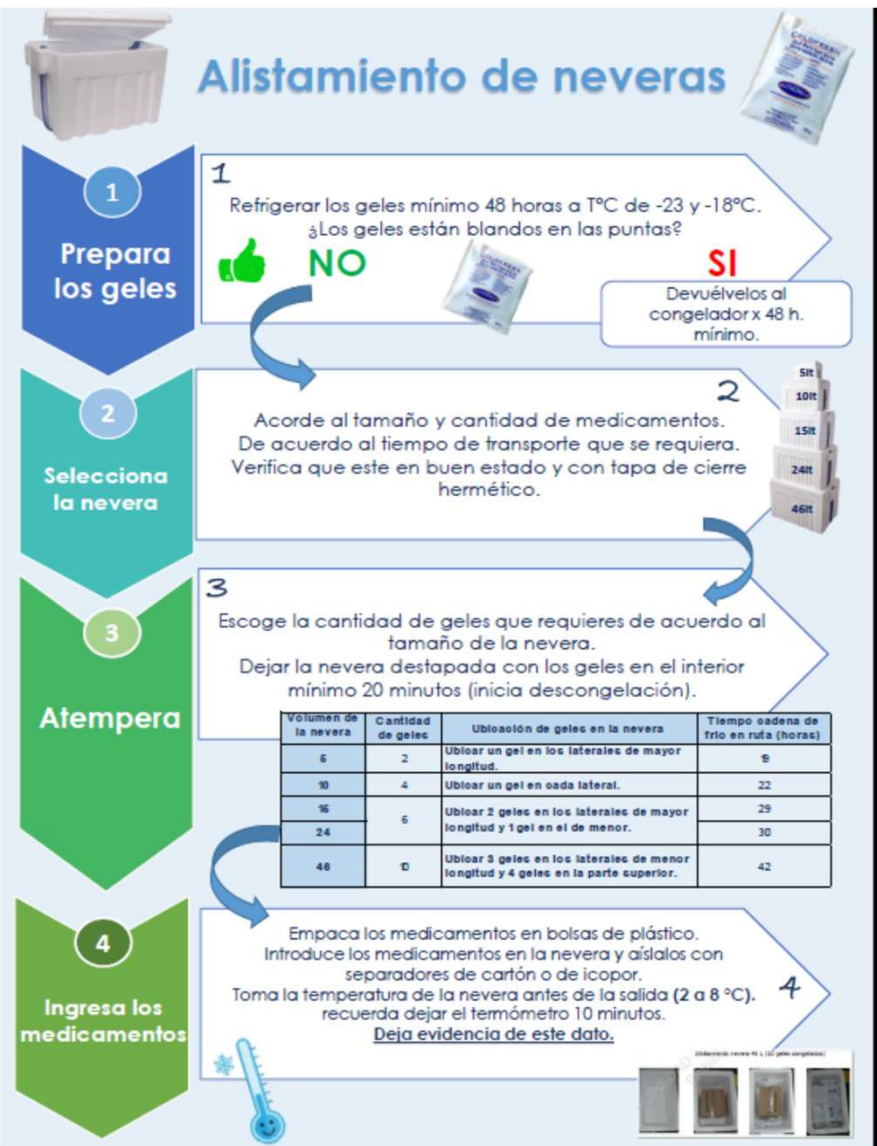 Alistamiento de neveras
1
Prepara
los geles
1
Refrigerar los geles mínimo 48 horas a T°C de -23 y -18°C.
¿Los geles están blandos en las puntas?
NO
SI
Devuélvelos al
congelador x 48 h.
mínimo.
2
Selecciona
la nevera
2
Acorde al tamaño y cantidad de medicamentos.
De acuerdo al tiempo de transporte que se requiera.
Verifica que este en buen estado y con tapa de cierre
hermético.
5lt
10lt
15lt
24lt
46lt
3
Atempera
3
Escoge la cantidad de geles que requieres de acuerdo al
tamaño de la nevera.
Dejar la nevera destapada con los geles en el interior
mínimo 20 minutos (inicia descongelación).
Volumen de la nevera Cantidad de geles Ubicación de geles en la nevera Tiempo cadena de frio en ruta (horas)
5 2 Ubicar un gel en los laterales de mayor longitud. 19
10 4 Ubicar un gel en cada lateral. 22
15 6 Ubicar 2 geles en los laterales de mayor longitud y 1 gel en el de menor. 29
24 30
46 10 Ubicar 3 geles en los laterales de menor longitud y 4 geles en la parte superior. 42
4
Ingresa los
medicamentos
4
Empaca los medicamentos en bolsas de plástico.
Introduce los medicamentos en la nevera y aíslalos con
separadores de cartón o de icopor.
Toma la temperatura de la nevera antes de la salida (2 a 8 °C),
recuerda dejar el termómetro 10 minutos.
Deja evidencia de este dato.
Alistamiento nevera 46 L (10 geles congelados)